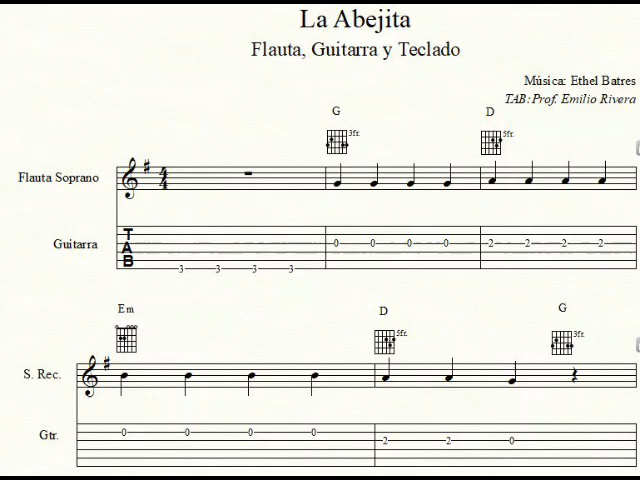 La Abejita
Flauta, Guitarra y Teclado
Música: Ethel Batres
TAB:Prof. Emilio Rivera
G D
3fr. 5fr.
Flauta Soprano
4
4
Guitarra
T
A
B
0 0 0 0 2 2 2 2
3 3 3 3
Em D G
5fr. 3fr.
S. Rec.
Gtr.
0 0 0 0
2 2 0